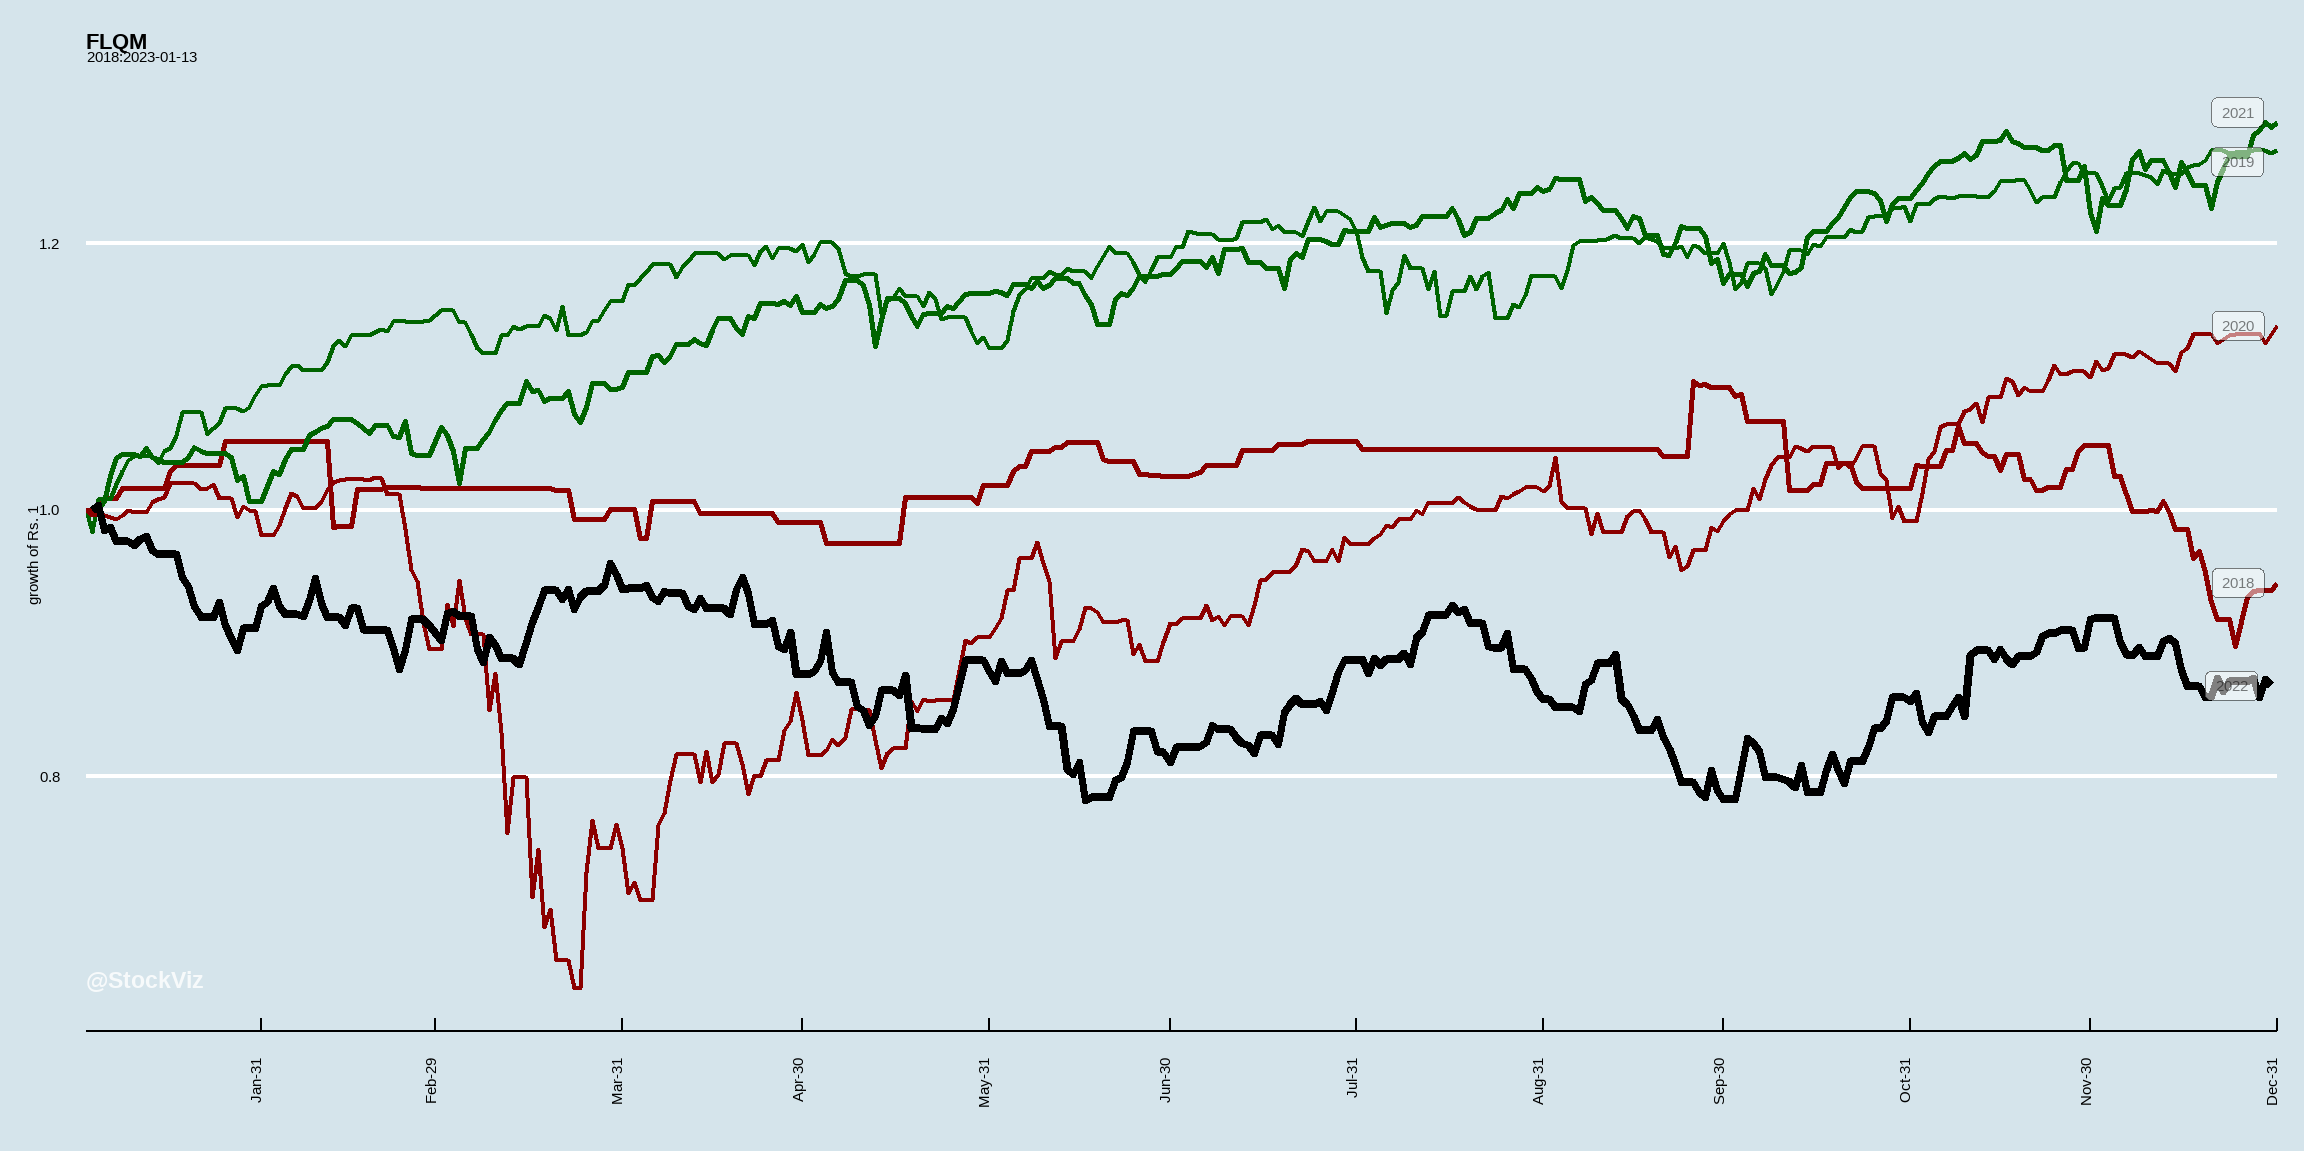 FLQM
2018:2023-01-13
2021
2019
1.2
2020
1.0
growth of Rs. 1
2018
2022
0.8
@StockViz
Jan-31
Feb-29
Mar-31
Apr-30
May-31
Jun-30
Jul-31
Aug-31
Sep-30
Oct-31
Nov-30
Dec-31